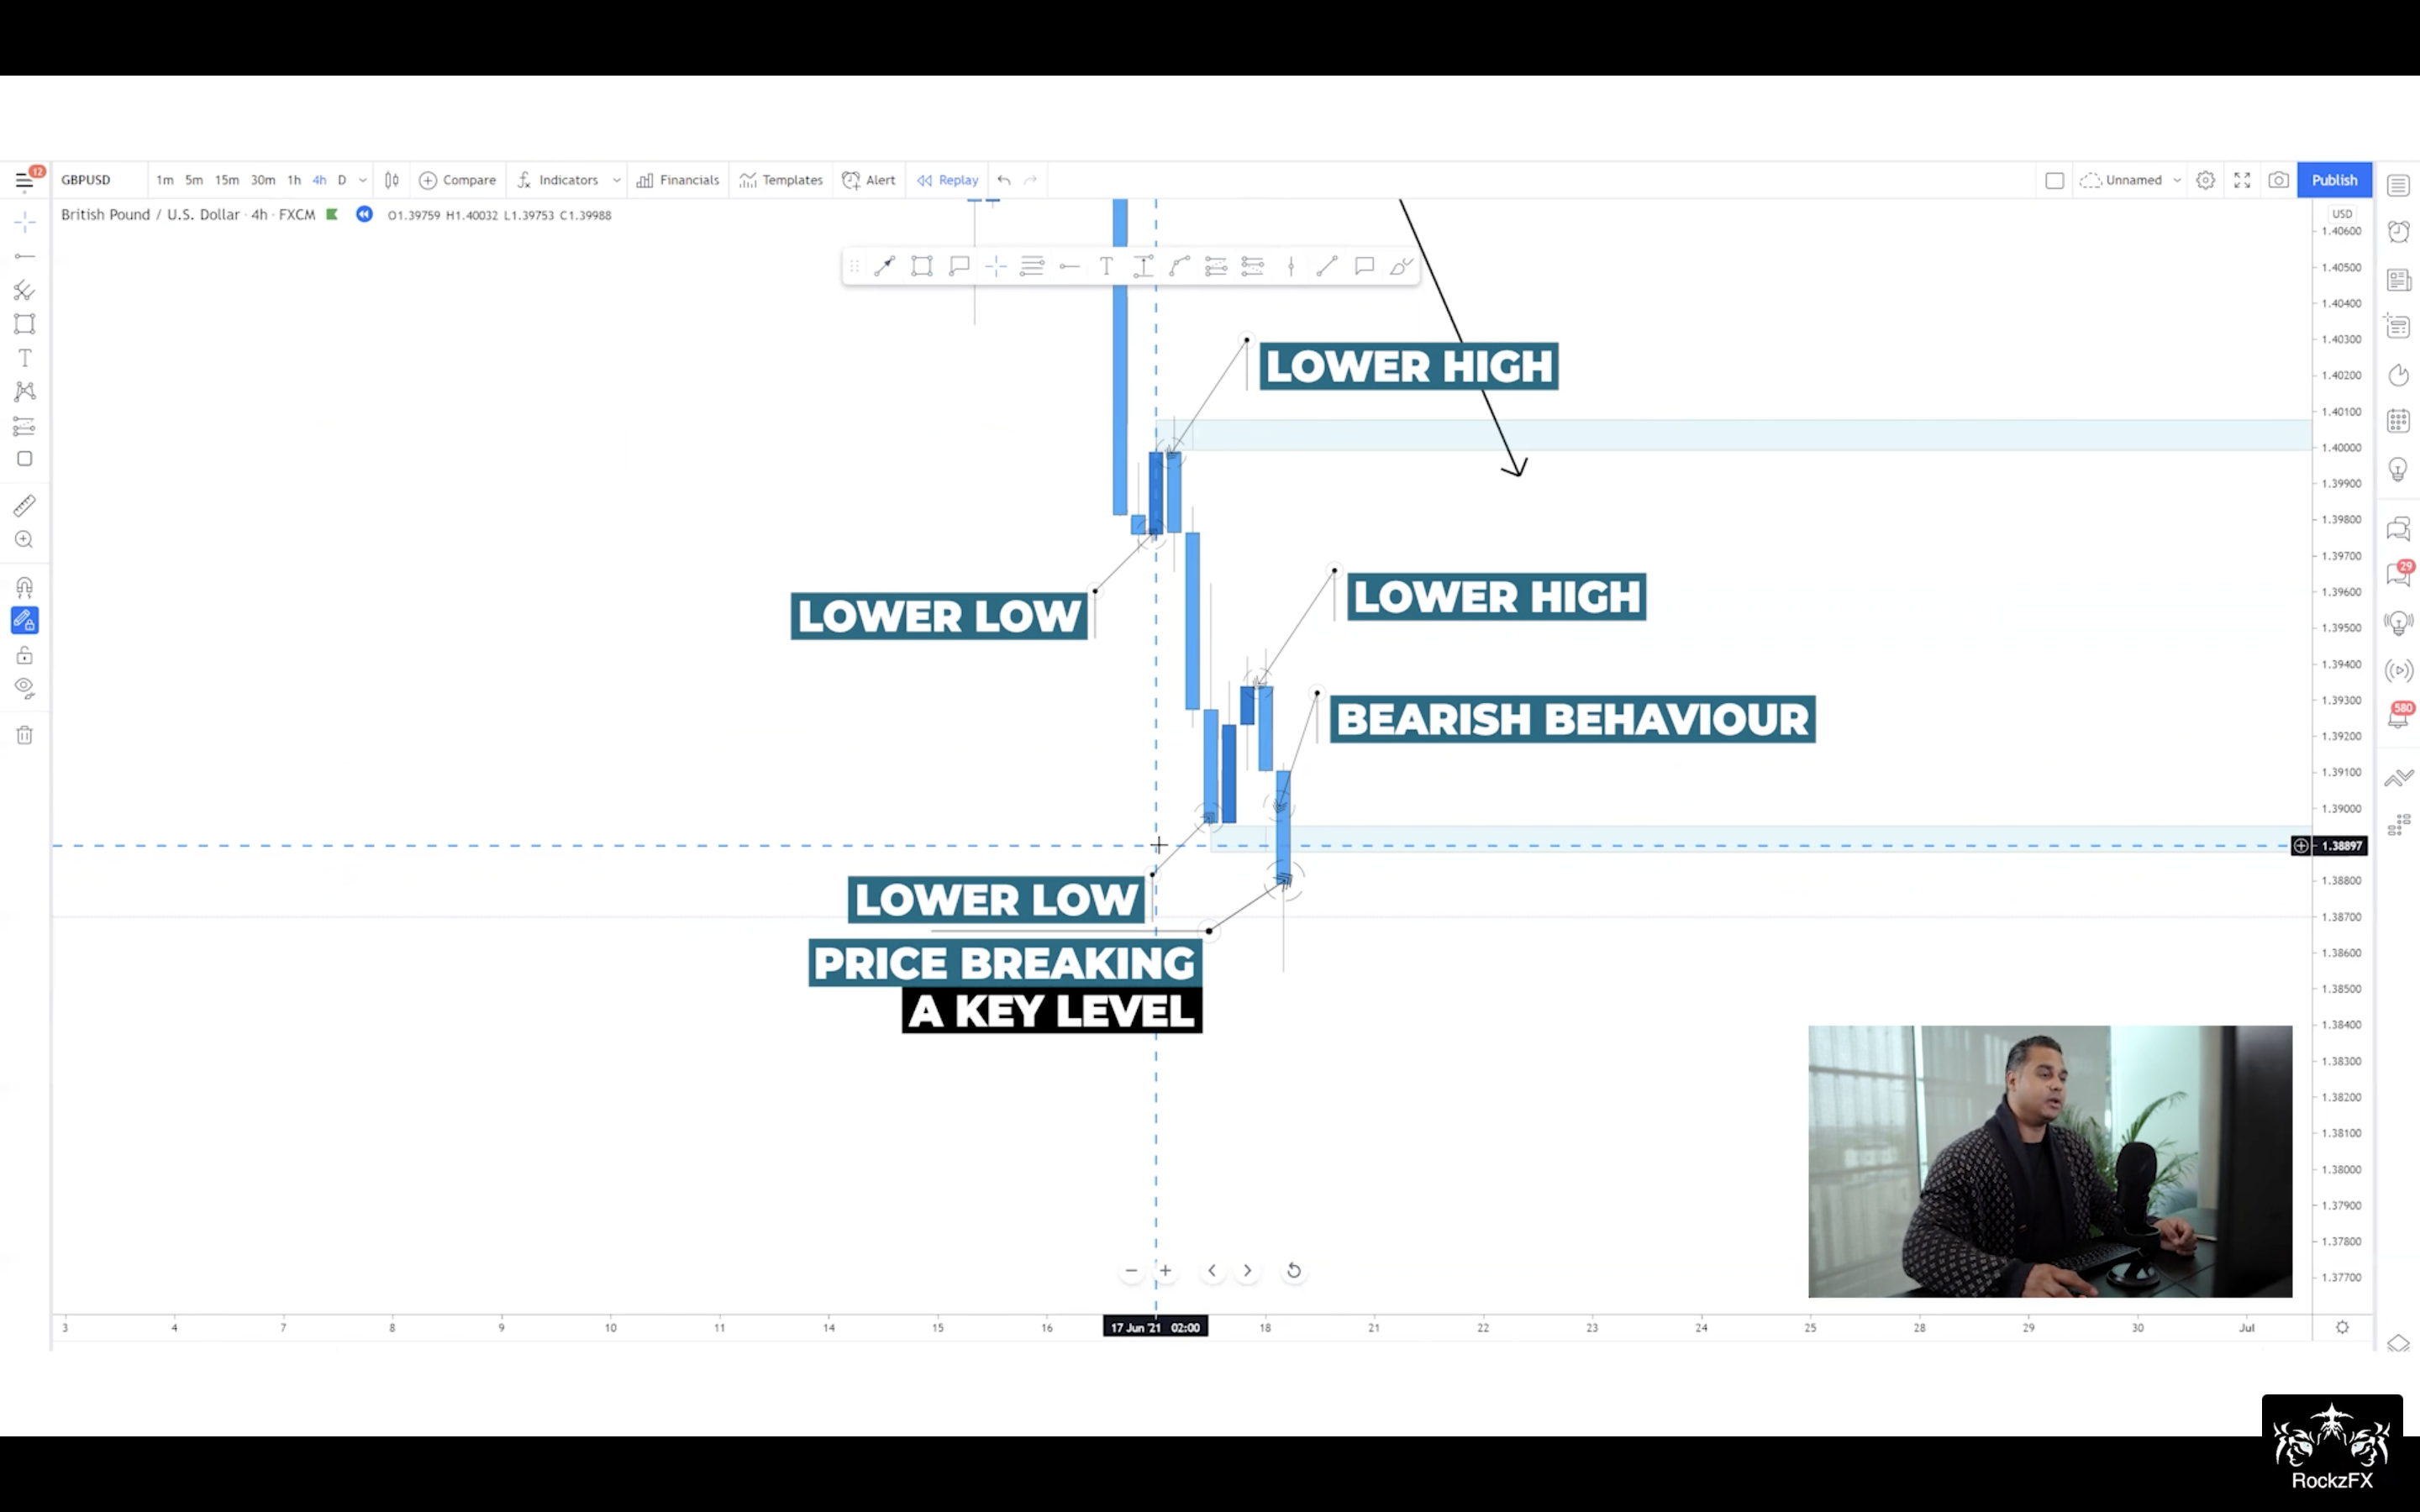 12
GBPUSD
1m 5m 15m 30m 1h 4h D
Compare
Indicators
Financials
Templates
Alert
Replay
Unnamed
Publish
British Pound / U.S. Dollar · 4h · FXCM
O1.39759 H1.40032 L1.39753 C1.39988
USD
1.40600
1.40500
1.40400
1.40300
LOWER HIGH
1.40200
1.40100
1.40000
1.39900
1.39800
1.39700
29
LOWER HIGH
1.39600
LOWER LOW
1.39500
1.39400
1.39300
580
BEARISH BEHAVIOUR
1.39200
1.39100
1.39000
1.38897
1.38800
LOWER LOW
1.38700
PRICE BREAKING
1.38600
A KEY LEVEL
1.38500
1.38400
1.38300
1.38200
1.38100
1.38000
1.37900
1.37800
1.37700
3 4 7 8 9 10 11 14 15 16 17 Jun '21 02:00 18 21 22 23 24 25 28 29 30 Jul
RockzFX